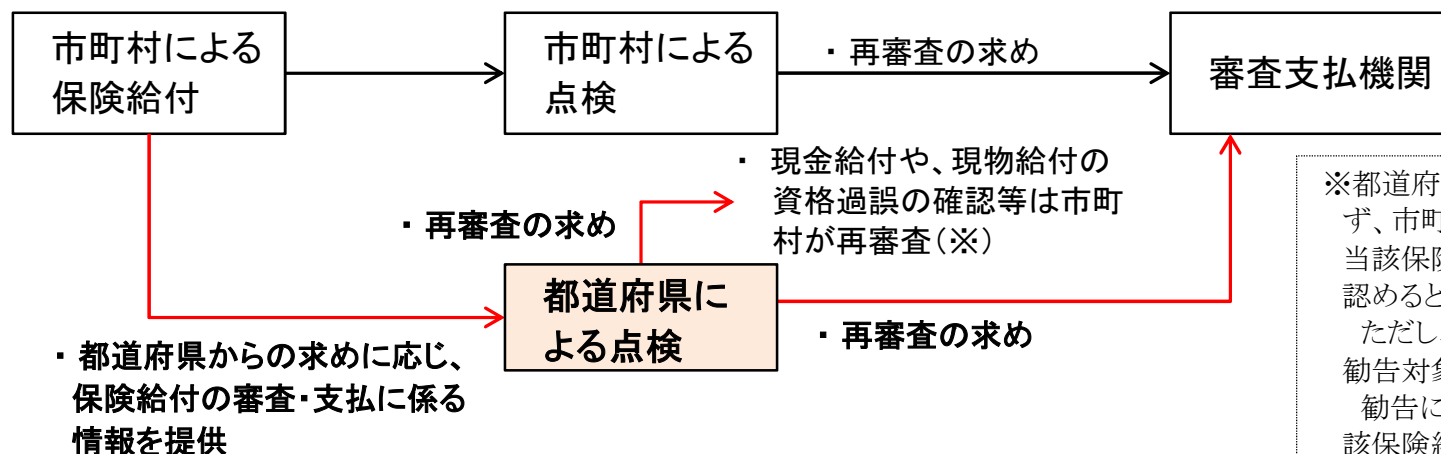 市町村による
保険給付
市町村による
点検
・ 再審査の求め
審査支払機関
・ 現金給付や、現物給付の
資格過誤の確認等は市町
村が再審査(※)
・ 再審査の求め
都道府県に
よる点検
・ 再審査の求め
・ 都道府県からの求めに応じ、
保険給付の審査・支払に係る
情報を提供
※都道府
ず、市町
当該保険
認めると
ただし
勧告対象
勧告に
該保険給